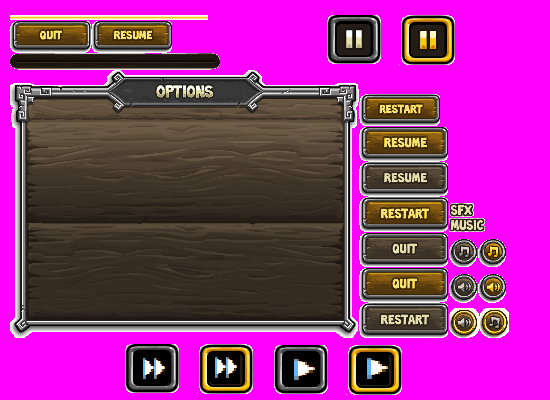 QUIT
RESUME
OPTIONS
RESTART
RESUME
RESUME
RESTART
SFX
MUSIC
QUIT
QUIT
RESTART